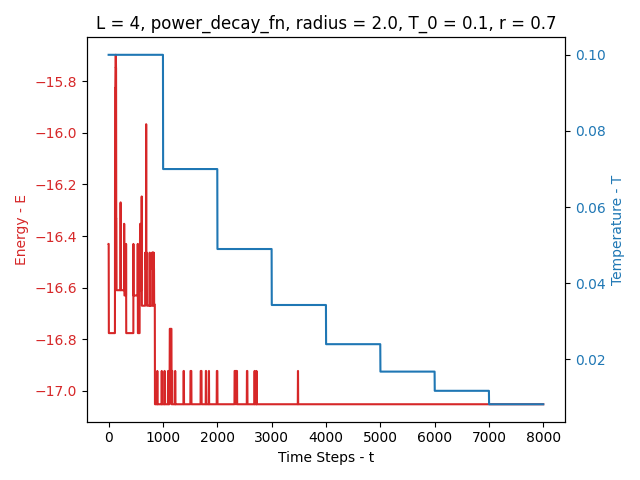 L = 4, power_decay_fn, radius = 2.0, T_0 = 0.1, r = 0.7
Energy - E
−15.8
−16.0
−16.2
−16.4
−16.6
−16.8
−17.0
0.10
0.08
0.06
0.04
0.02
Temperature - T
0 1000 2000 3000 4000 5000 6000 7000 8000
Time Steps - t